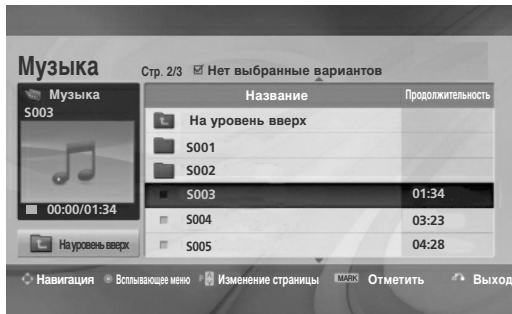 Музыка
Стр. 2/3 Нет выбранные вариантов
Музыка
S003
00:00/01:34
На уровень вверх
Название Продолжительность
На уровень вверх
S001
S002
S003 01:34
S004 03:23
S005 04:28
Навигация Всплывающее меню P Изменение страницы MARK Отметить Выход